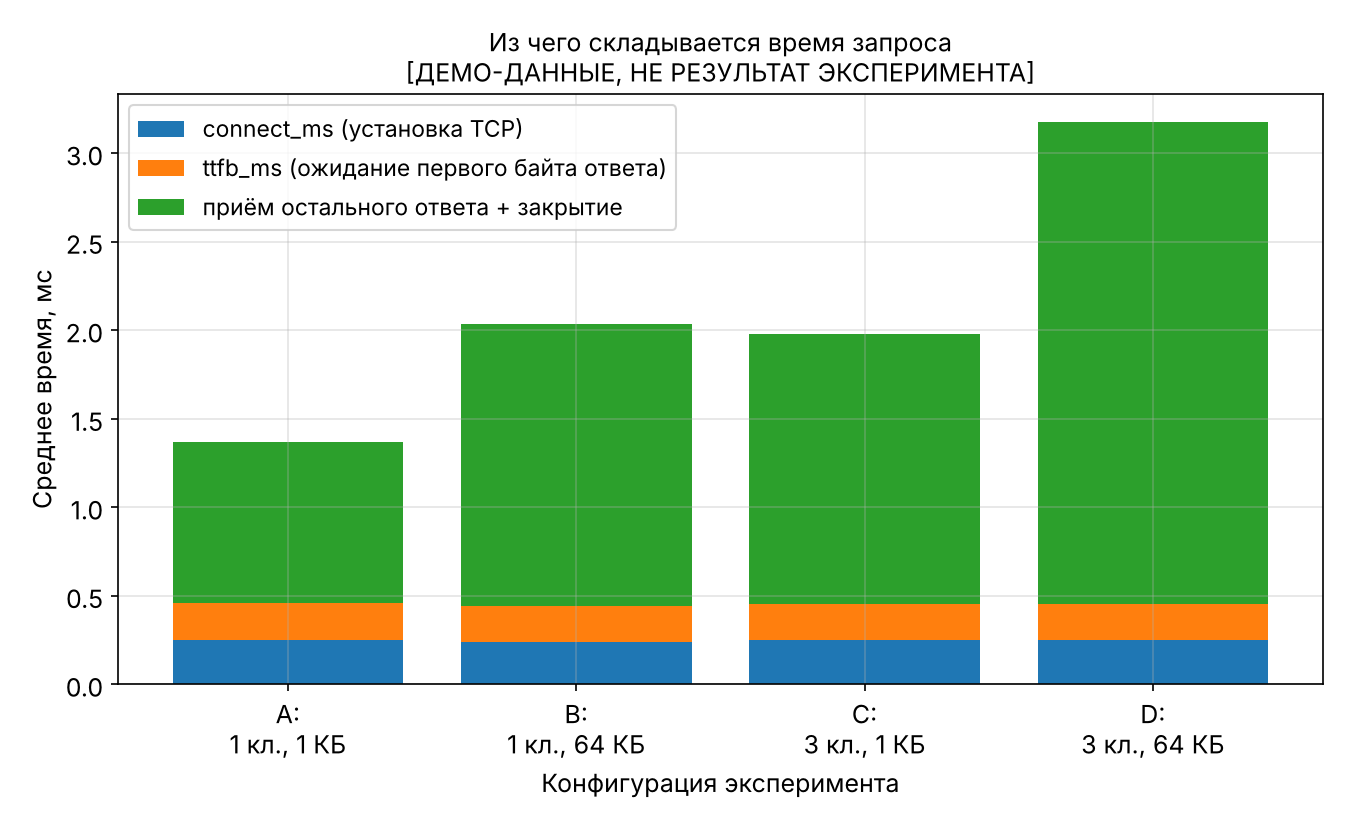 Из чего складывается время запроса
[ДЕМО-ДАННЫЕ, НЕ РЕЗУЛЬТАТ ЭКСПЕРИМЕНТА]
connect_ms (установка TCP)
ttfb_ms (ожидание первого байта ответа)
приём остального ответа + закрытие
Среднее время, мс
3.0
2.5
2.0
1.5
1.0
0.5
0.0
A:
1 кл., 1 КБ
B:
1 кл., 64 КБ
C:
3 кл., 1 КБ
D:
3 кл., 64 КБ
Конфигурация эксперимента